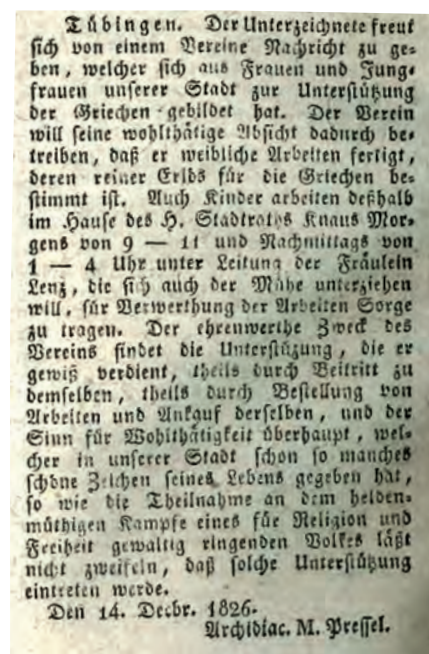 Tübingen. Der Unterzeichnete freut
sich von einem Vereine Nachricht zu ge-
ben, welcher sich aus Frauen und Jung-
frauen unserer Stadt zur Unterstützung
der Griechen gebildet hat. Der Verein
will seine wohlthätige Absicht dadurch be-
treiben, daß er weibliche Arbeiten fertigt,
deren reiner Erlös für die Griechen be-
stimmt ist. Auch Kinder arbeiten deßhalb
im Hause des H. Stadtraths Knaus Mor-
gens von 9 — 11 und Nachmittags von
1 — 4 Uhr unter Leitung der Fräulein
Lenz, die sich auch der Mühe unterziehen
will, für Verwerthung der Arbeiten Sorge
zu tragen. Der ehrenwerthe Zweck des
Vereins findet die Unterstüzung, die er
gewiß verdient, theils durch Beitritt zu
demselben, theils durch Bestellung von
Arbeiten und Ankauf derselben, und der
Sinn für Wohlthätigkeit überhaupt, wel-
cher in unserer Stadt schon so manches
schöne Zeichen seines Lebens gegeben hat,
so wie die Theilnahme an dem helden-
müthigen Kampfe eines für Religion und
Freiheit gewaltig ringenden Volkes läßt
nicht zweifeln, daß solche Unterstützung
eintreten werde.
Den 14. Decbr. 1826.
Archidiac. M. Pressel.